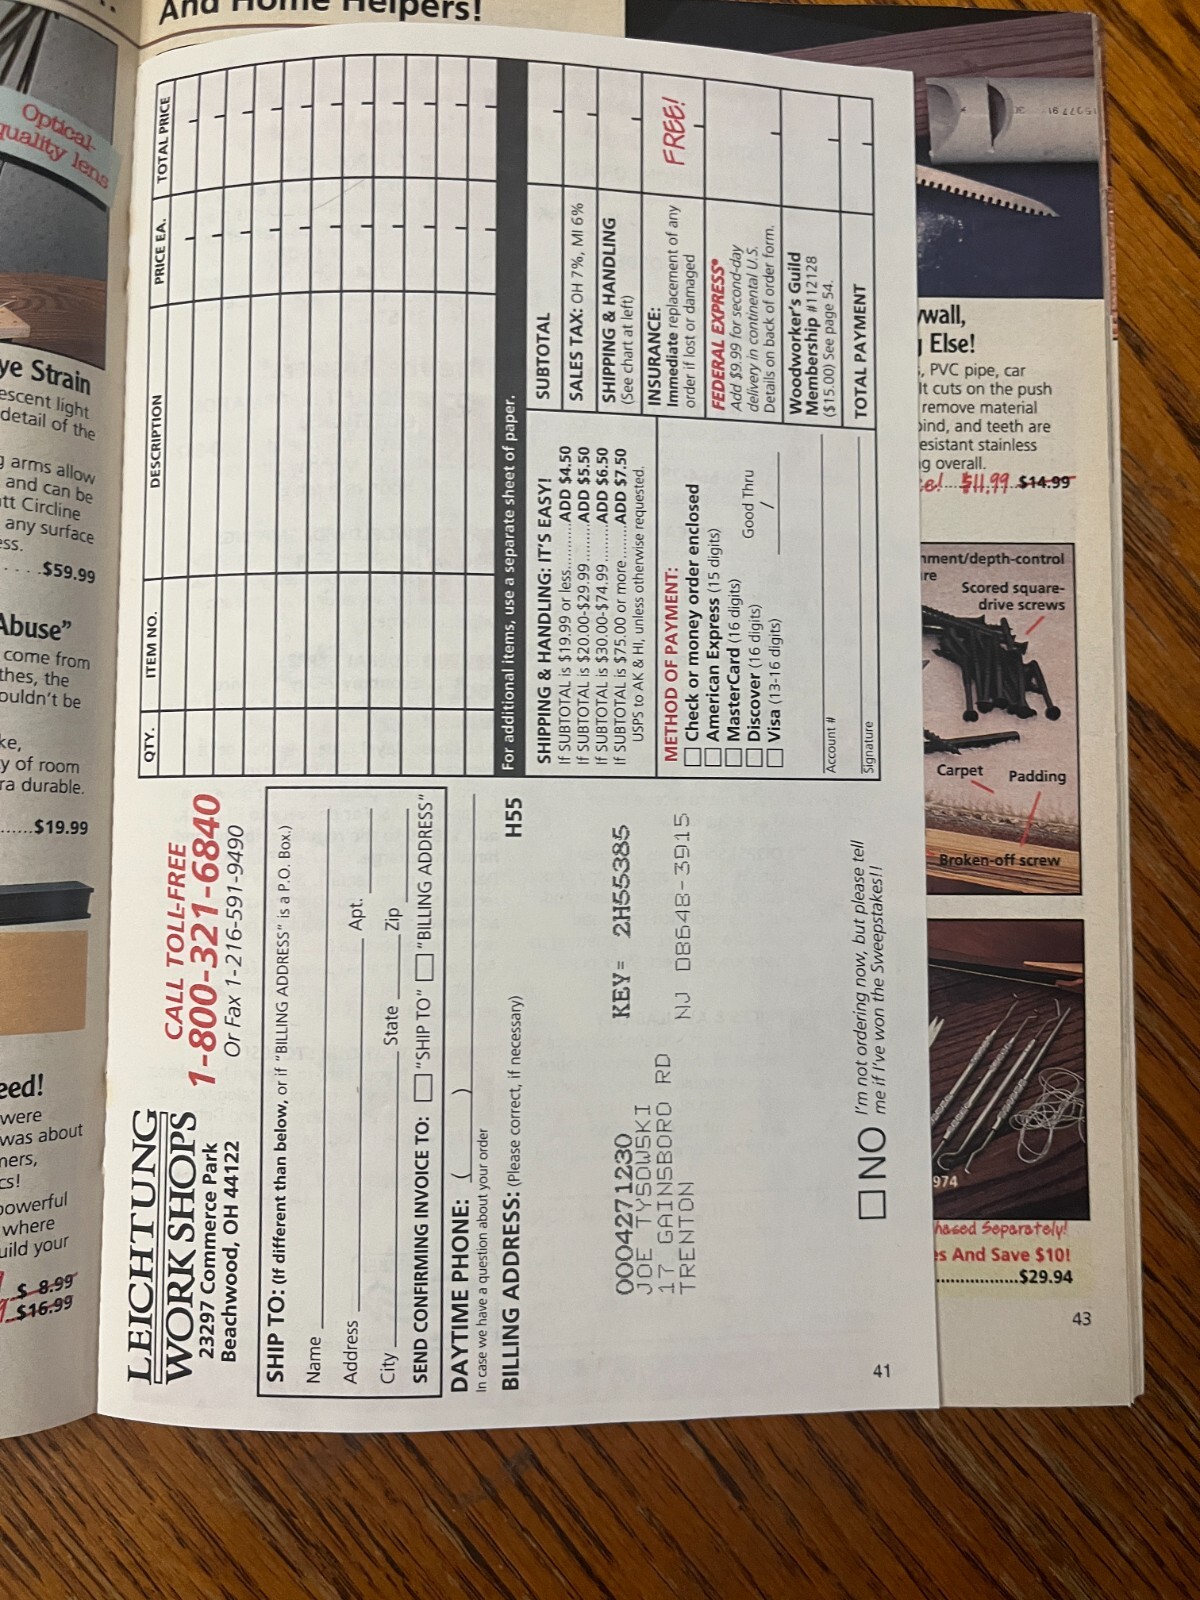 And Home Helpers!
Optical-
quality lens
ye Strain
escent light
detail of the
g arms allow
and can be
tt Circline
any surface
ess.
. . . . $59.99
Abuse"
come from
thes, the
ouldn't be
ke,
y of room
ra durable.
......$19.99
eed!
were
was about
ners,
cs!
powerful
where
uild your
$ 8.99
$16.99
LEICHTUNG
WORKSHOPS
23297 Commerce Park
Beachwood, OH 44122
CALL TOLL-FREE
1-800-321-6840
Or Fax 1-216-591-9490
SHIP TO: (If different than below, or if "BILLING ADDRESS" is a P.O. Box.)
Name
Address Apt.
City State Zip
SEND CONFIRMING INVOICE TO: "SHIP TO" "BILLING ADDRESS"
DAYTIME PHONE: ( )
In case we have a question about your order
BILLING ADDRESS: (Please correct, if necessary) H55
0004271230 KEY= 2H55385
JOE TYSOWSKI
17 GAINSBORO RD
TRENTON NJ 08648-3915
NO I'm not ordering now, but please tell
me if I've won the Sweepstakes!!
41
QTY. ITEM NO. DESCRIPTION PRICE EA. TOTAL PRICE
For additional items, use a separate sheet of paper.
SHIPPING & HANDLING: IT'S EASY!
If SUBTOTAL is $19.99 or less.........ADD $4.50
If SUBTOTAL is $20.00-$29.99.......ADD $5.50
If SUBTOTAL is $30.00-$74.99.......ADD $6.50
If SUBTOTAL is $75.00 or more.....ADD $7.50
USPS to AK & HI, unless otherwise requested.
METHOD OF PAYMENT:
Check or money order enclosed
American Express (15 digits)
MasterCard (16 digits)
Discover (16 digits) Good Thru
Visa (13-16 digits) /
Account #
Signature
SUBTOTAL
SALES TAX: OH 7%, MI 6%
SHIPPING & HANDLING
(See chart at left)
INSURANCE:
Immediate replacement of any
order if lost or damaged
FREE!
FEDERAL EXPRESS®
Add $9.99 for second-day
delivery in continental U.S.
Details on back of order form.
Woodworker's Guild
Membership #112128
($15.00) See page 54.
TOTAL PAYMENT
ywall,
g Else!
, PVC pipe, car
It cuts on the push
remove material
bind, and teeth are
esistant stainless
g overall.
e! $11.99 $14.99
nment/depth-control
re
Scored square-
drive screws
Carpet
Padding
Broken-off screw
974
hased Separately!
es And Save $10!
..................$29.94
43